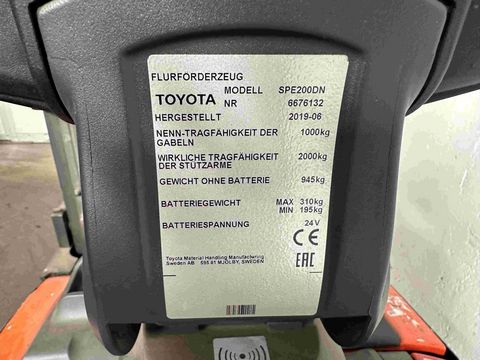 FLURFÖRDERZEUG
TOYOTA MODELL SPE200DN
NR 6676132
HERGESTELLT 2019-06
NENN-TRAGFÄHIGKEIT DER GABELN 1000kg
WIRKLICHE TRAGFÄHIGKEIT DER STÜTZARME 2000kg
GEWICHT OHNE BATTERIE 945kg
BATTERIEGEWICHT MAX 310kg
MIN 195kg
BATTERIESPANNUNG 24V
CE
EAC
Toyota Material Handling Manufacturing
Sweden AB 595 81 MJÖLBY, SWEDEN